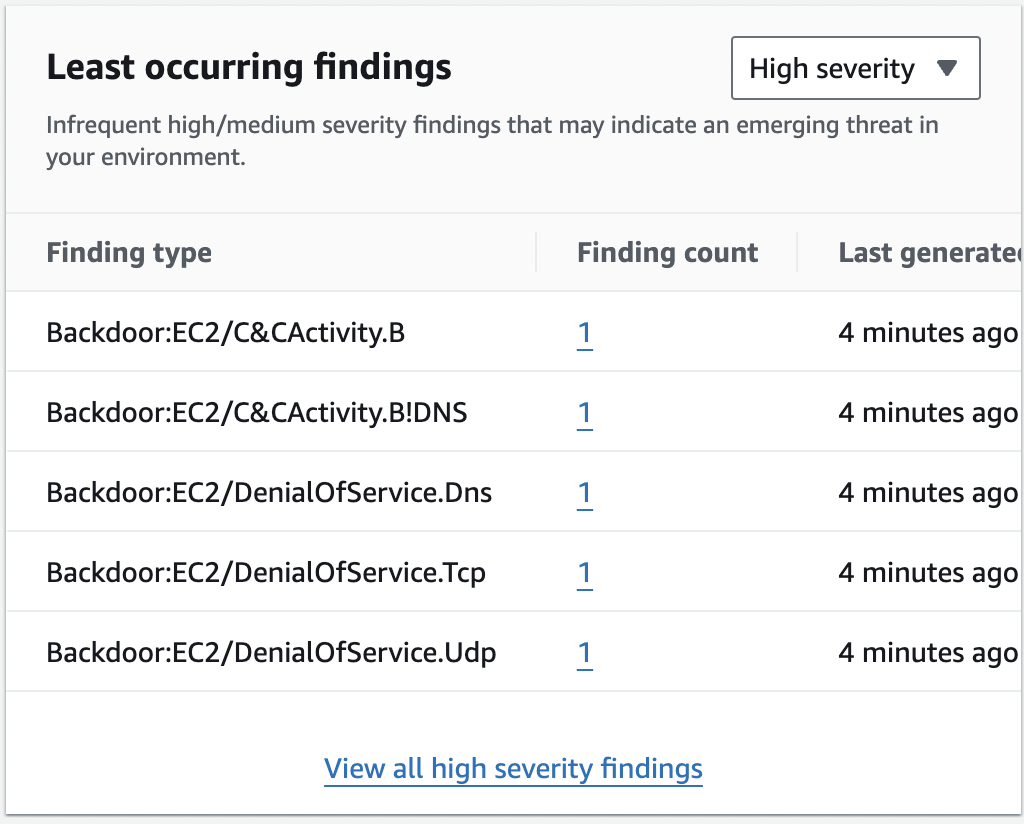 Least occurring findings
High severity
Infrequent high/medium severity findings that may indicate an emerging threat in
your environment.
Finding type Finding count Last generated
Backdoor:EC2/C&CActivity.B 1 4 minutes ago
Backdoor:EC2/C&CActivity.B!DNS 1 4 minutes ago
Backdoor:EC2/DenialOfService.Dns 1 4 minutes ago
Backdoor:EC2/DenialOfService.Tcp 1 4 minutes ago
Backdoor:EC2/DenialOfService.Udp 1 4 minutes ago
View all high severity findings